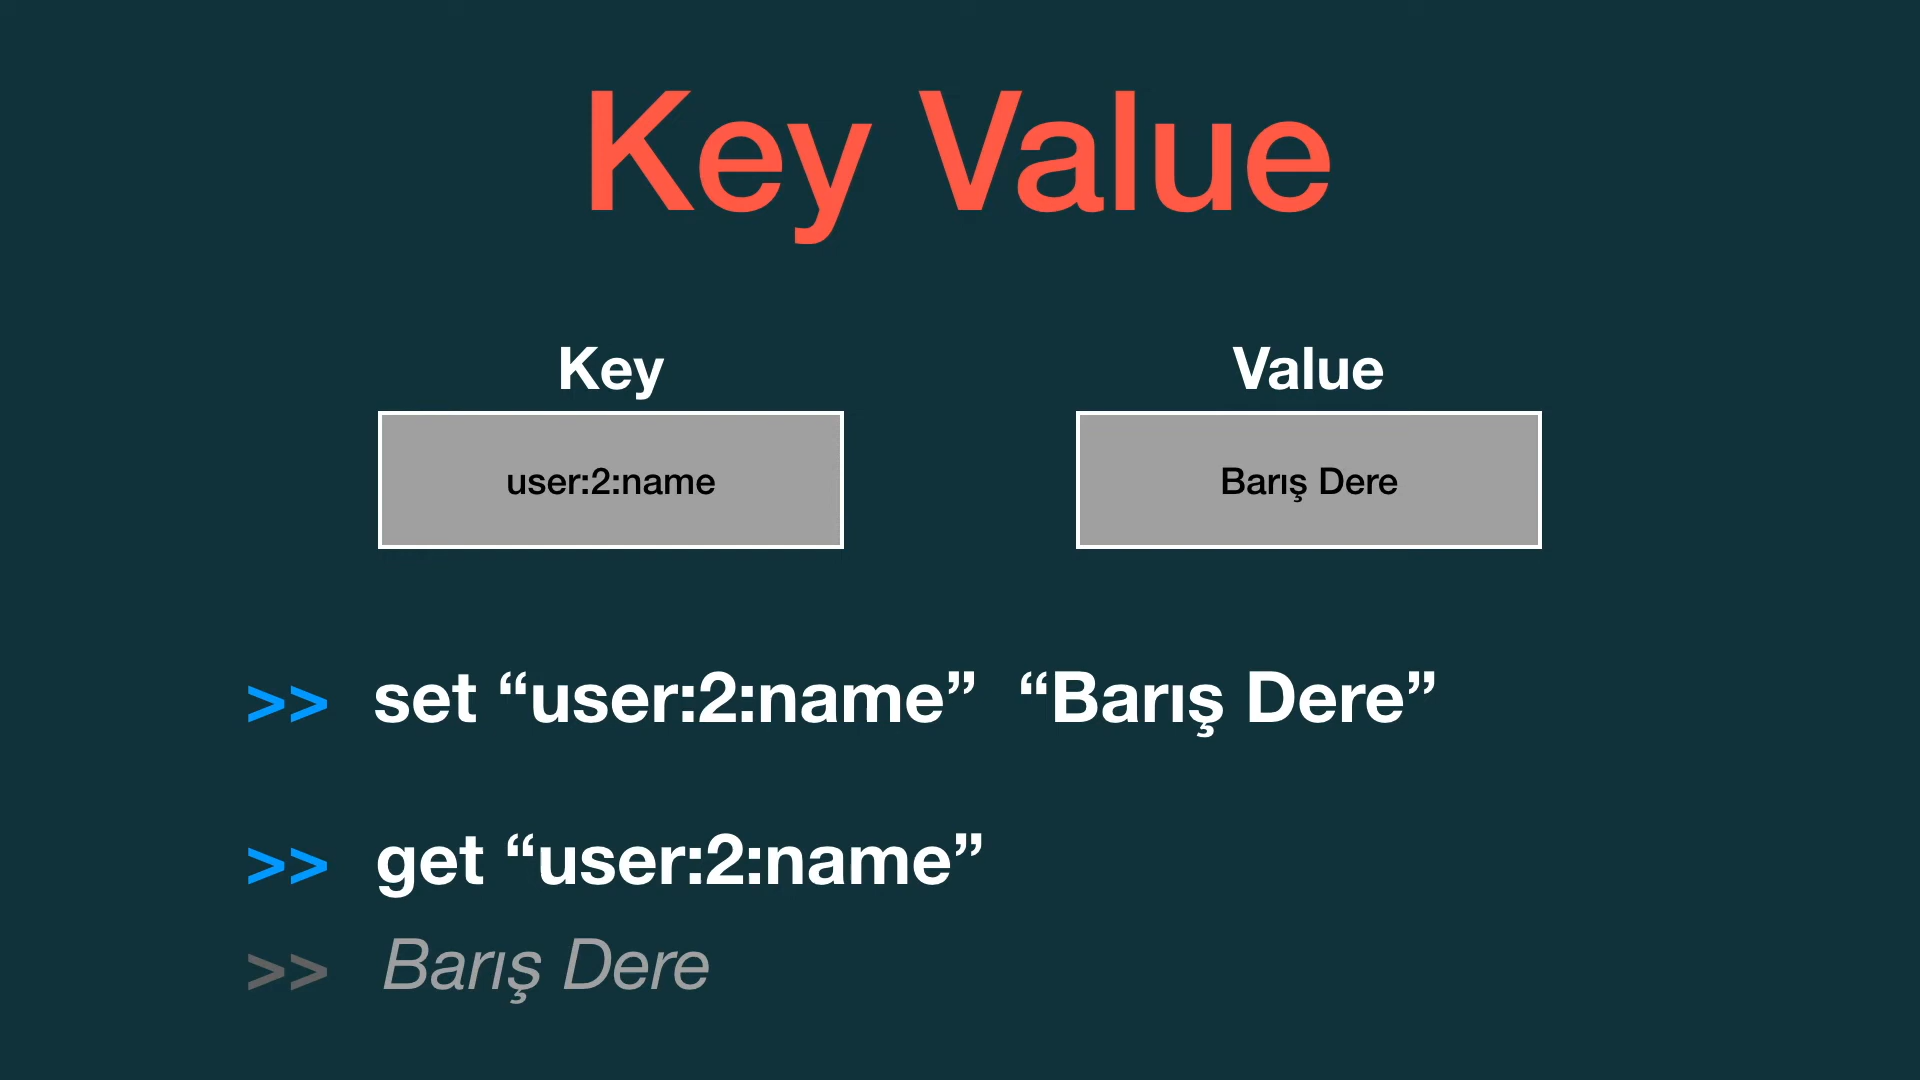 Key Value
Key Value
user:2:name Barış Dere
>> set “user:2:name” “Barış Dere”
>> get “user:2:name”
>> Barış Dere